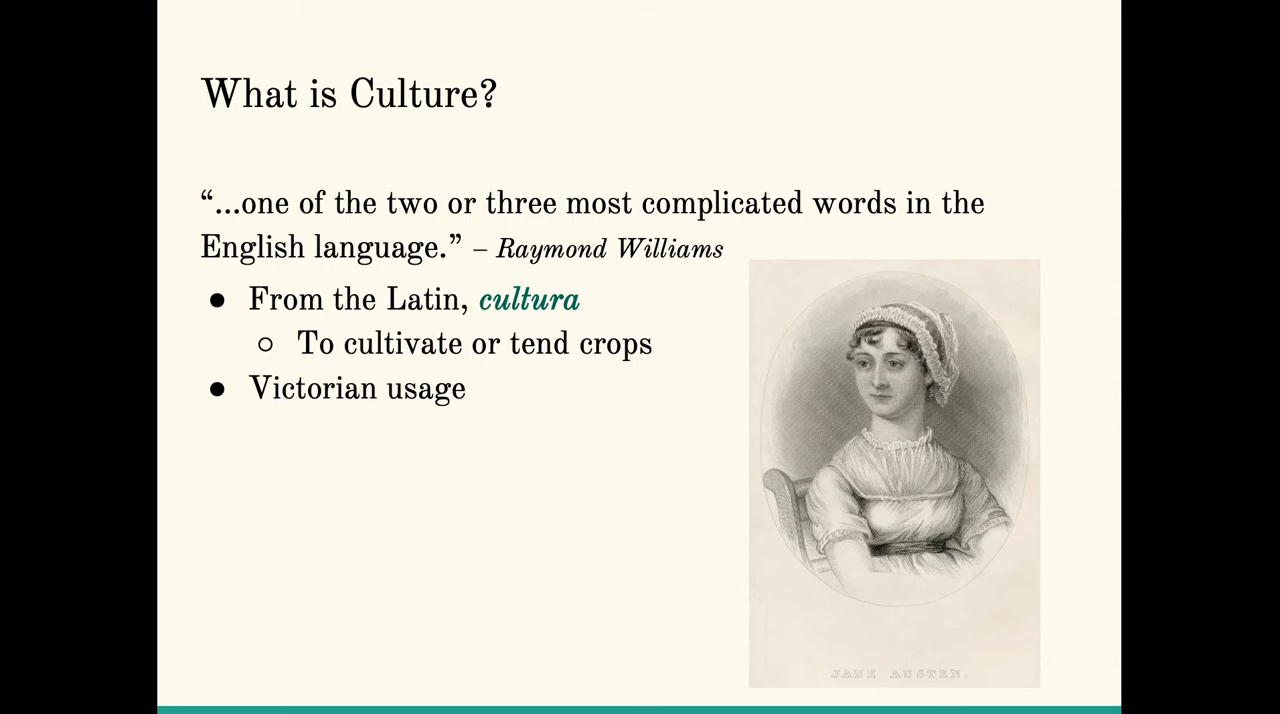 What is Culture?
“...one of the two or three most complicated words in the
English language.” – Raymond Williams
● From the Latin, cultura
○ To cultivate or tend crops
● Victorian usage
JANE AUSTEN.